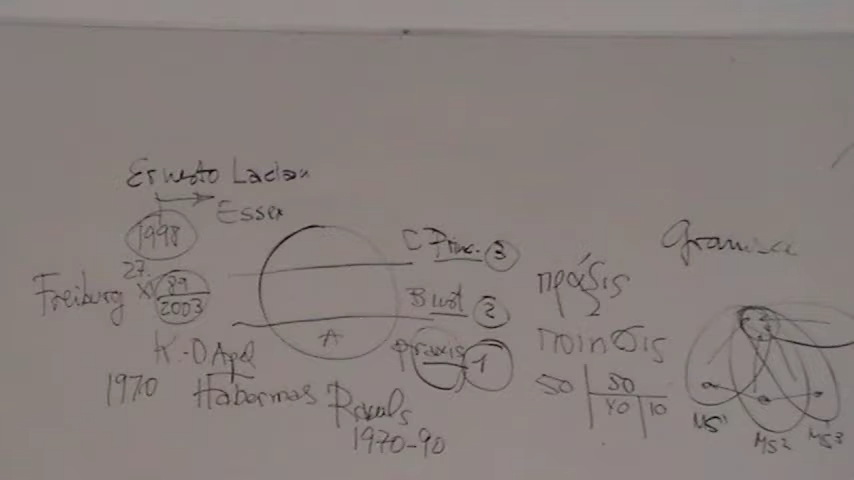 Ernesto Laclau
Essex
1998
Freiburg 27. XI 89
2003
K-O Apel
1970 Habermas Rawls
1970-90
C Princ. 3
B inst 2
A praxis 1
πράξις
ποίησις
50 50
40 10
Gramsci
MS1 MS2 MS3